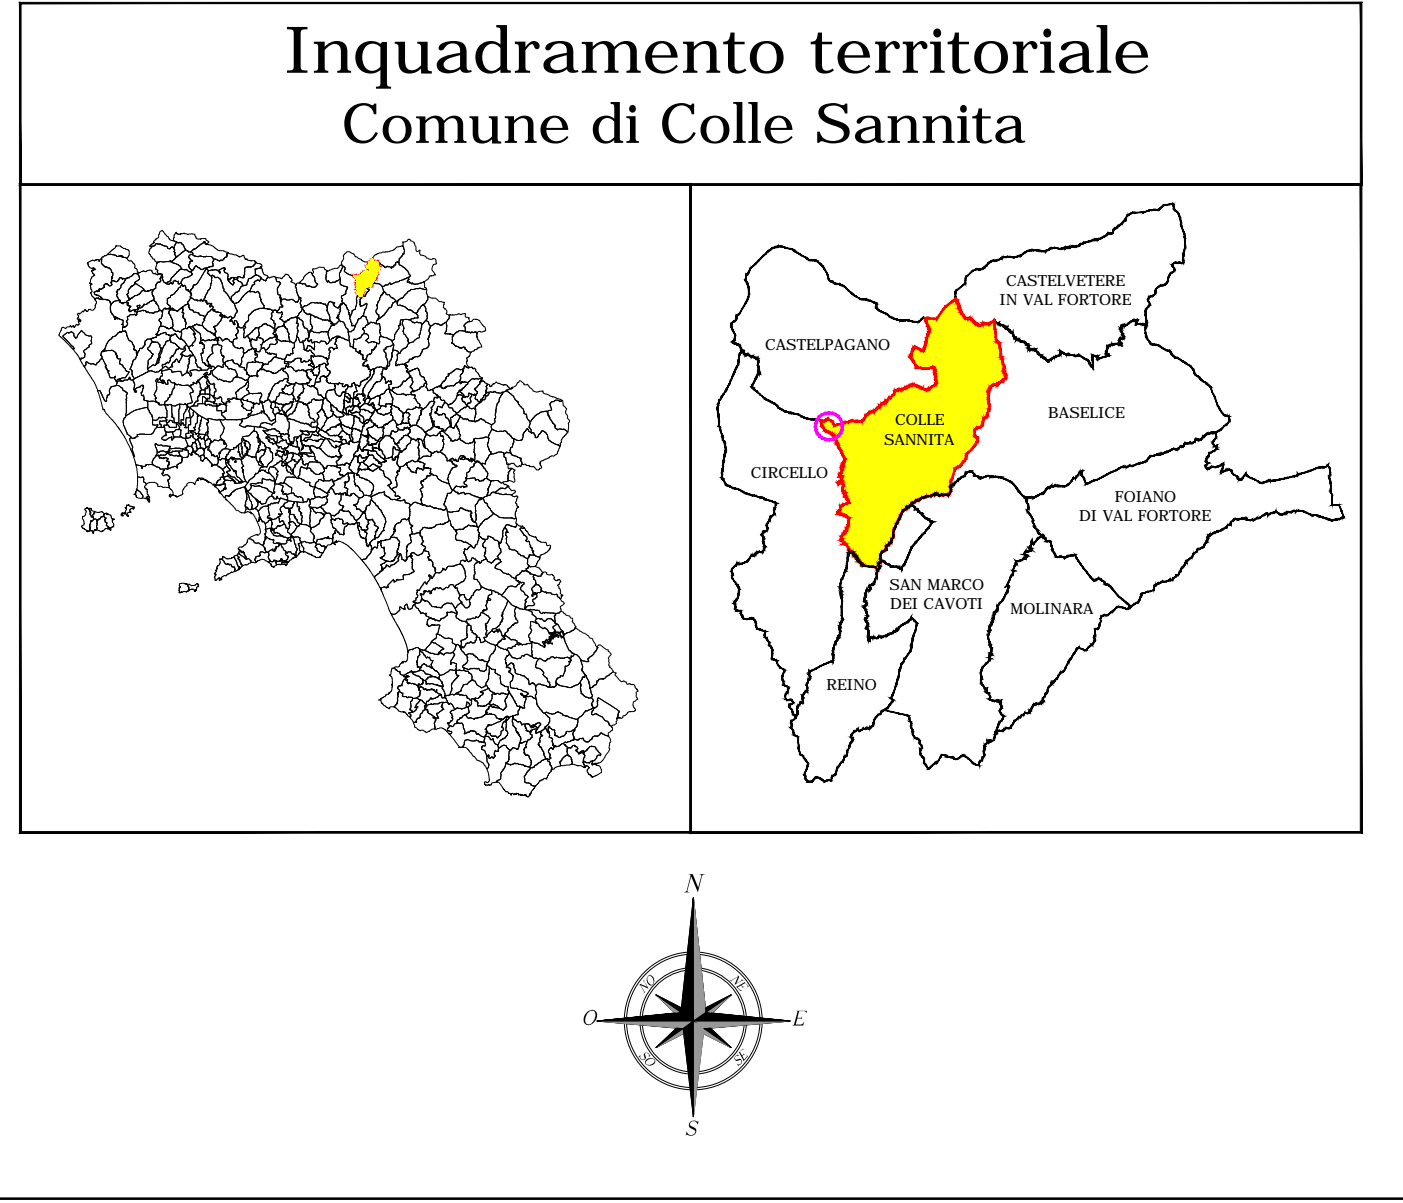 Inquadramento territoriale
Comune di Colle Sannita
CASTELVETERE
IN VAL FORTORE
CASTELPAGANO
BASELICE
COLLE
SANNITA
CIRCELLO
FOIANO
DI VAL FORTORE
SAN MARCO
DEI CAVOTI
MOLINARA
REINO
N
NO
NE
O
E
SO
SE
S